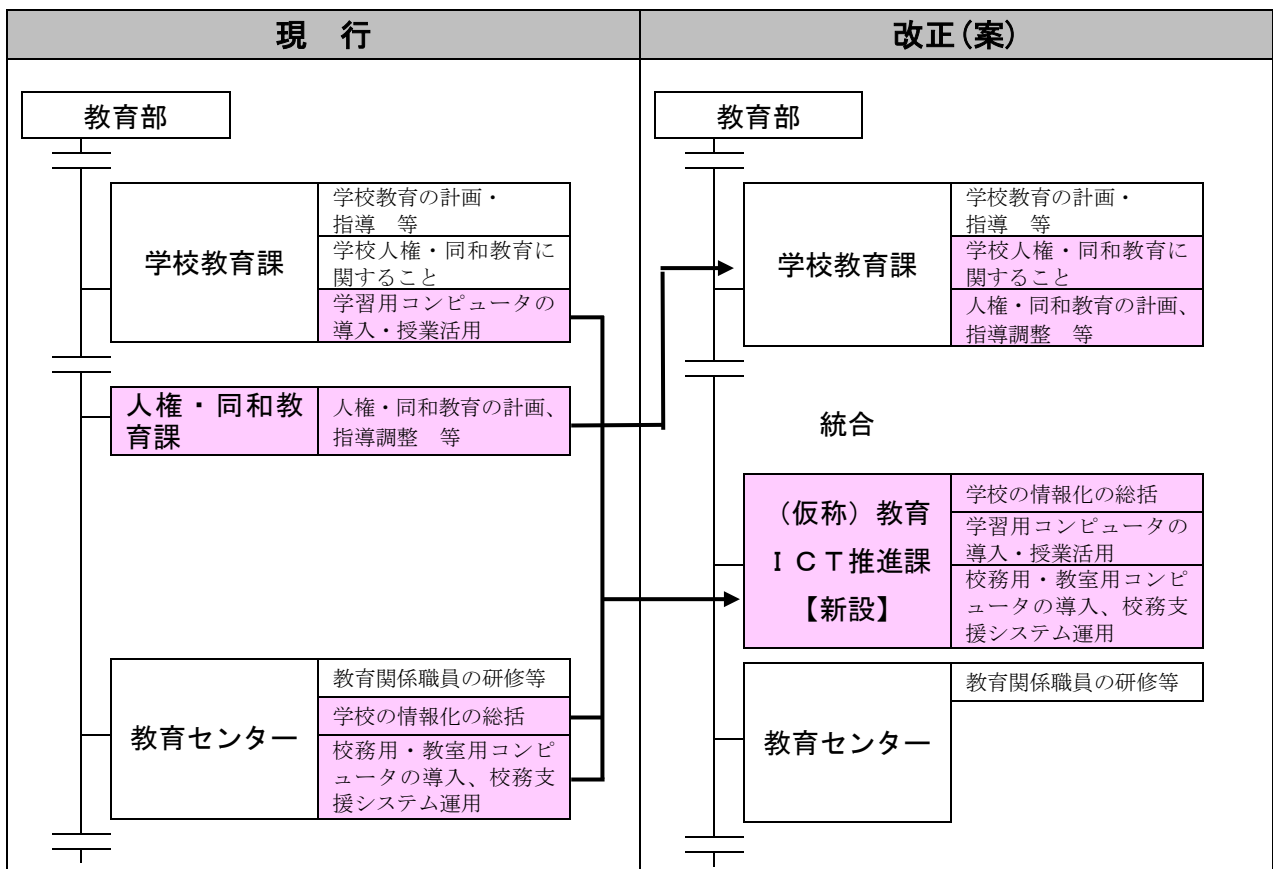 現 行
教育部
学校教育課
学校教育の計画・
指導 等
学校人権・同和教育に
関すること
学習用コンピュータの
導入・授業活用
人権・同和教
育課
人権・同和教育の計画、
指導調整 等
教育センター
教育関係職員の研修等
学校の情報化の総括
校務用・教室用コンピ
ュータの導入、校務支
援システム運用
改正(案)
教育部
学校教育課
学校教育の計画・
指導 等
学校人権・同和教育に
関すること
人権・同和教育の計画、
指導調整 等
統合
(仮称)教育
ICT推進課
【新設】
学校の情報化の総括
学習用コンピュータの
導入・授業活用
校務用・教室用コンピ
ュータの導入、校務支
援システム運用
教育センター
教育関係職員の研修等